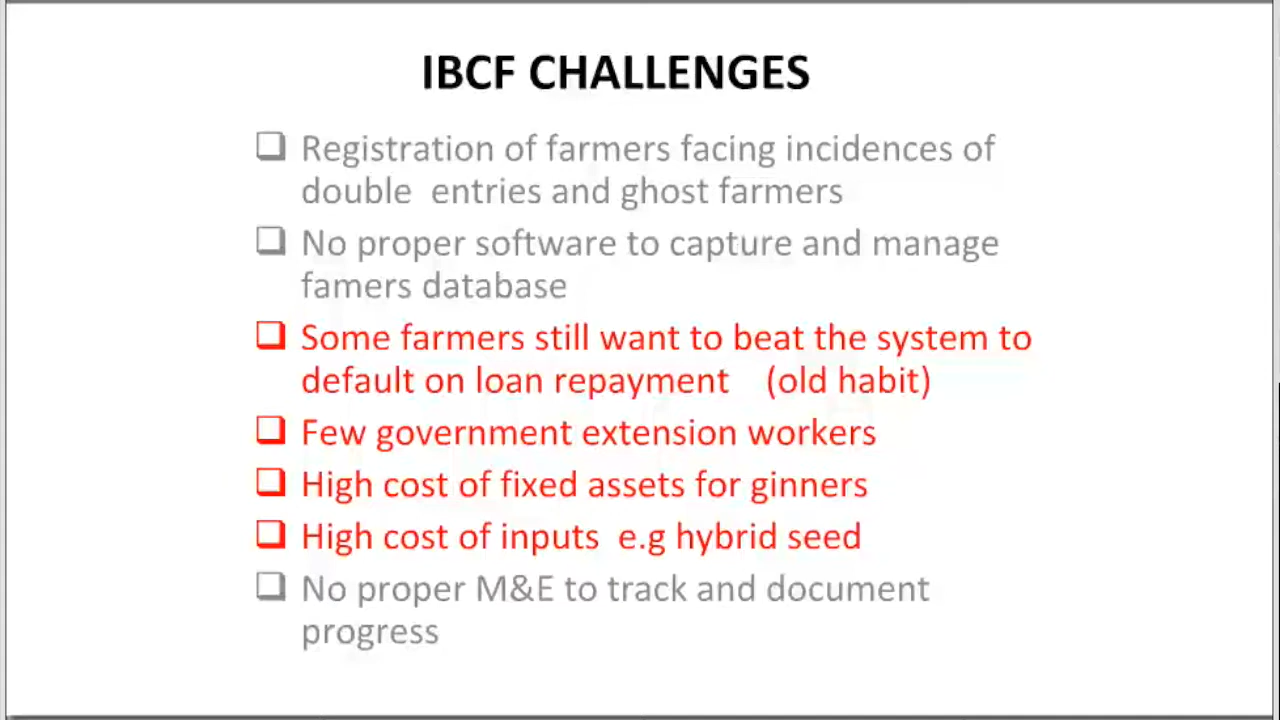 IBCF CHALLENGES
❑ Registration of farmers facing incidences of
double  entries and ghost farmers
❑ No proper software to capture and manage
famers database
❑ Some farmers still want to beat the system to
default on loan repayment    (old habit)
❑ Few government extension workers
❑ High cost of fixed assets for ginners
❑ High cost of inputs  e.g hybrid seed
❑ No proper M&E to track and document
progress